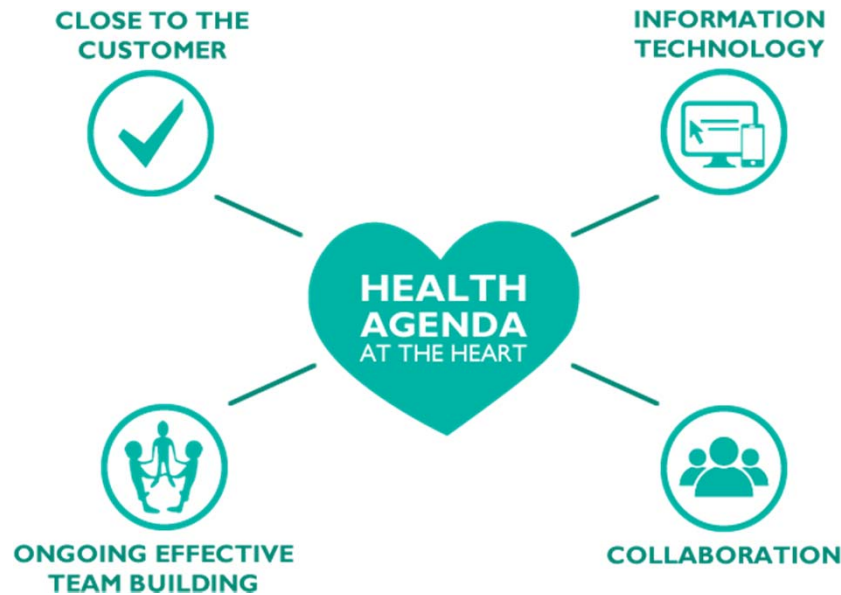 CLOSE TO THE
CUSTOMER
INFORMATION
TECHNOLOGY
HEALTH
AGENDA
AT THE HEART
ONGOING EFFECTIVE
TEAM BUILDING
COLLABORATION